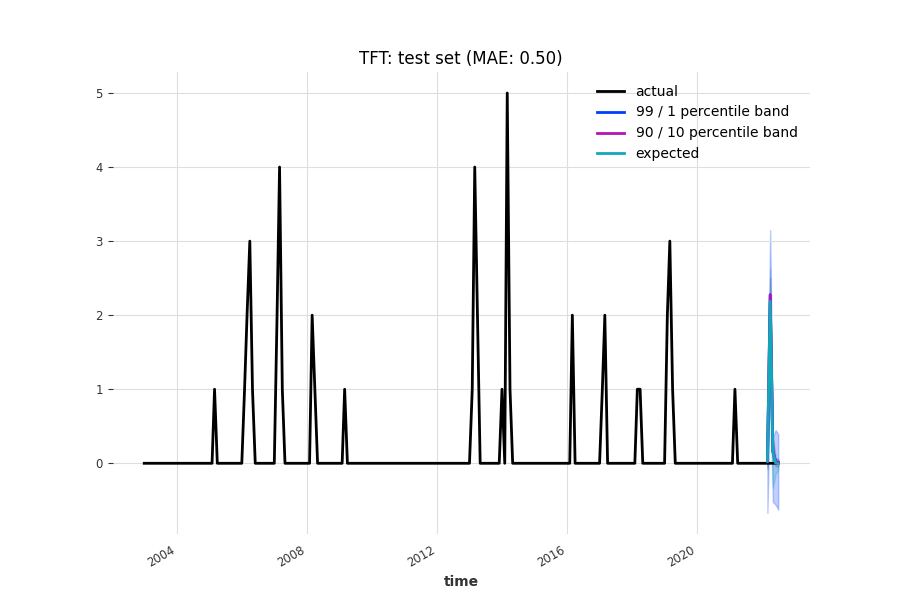 TFT: test set (MAE: 0.50)
actual
99 / 1 percentile band
90 / 10 percentile band
expected
5
4
3
2
1
0
2004
2008
2012
2016
2020
time